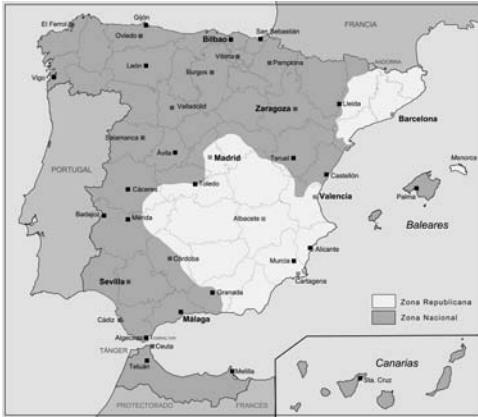 FRANCIA
El Ferrol
Gijón
Oviedo
Bilbao
San Sebastián
Vitoria
Pamplona
ANDORRA
León
Burgos
Vigo
Valladolid
Zaragoza
Lleida
Barcelona
Salamanca
Ávila
Madrid
Teruel
Menorca
PORTUGAL
Castellón
Toledo
Cáceres
Valencia
Palma
Badajoz
Mérida
Albacete
Baleares
Alicante
Córdoba
Murcia
Sevilla
Cartagena
Granada
Zona Republicana
Cádiz
Málaga
Zona Nacional
Algeciras
GIBRALTAR
TÁNGER
Ceuta
Tetuán
Melilla
Canarias
Sta. Cruz
PROTECTORADO
FRANCÉS